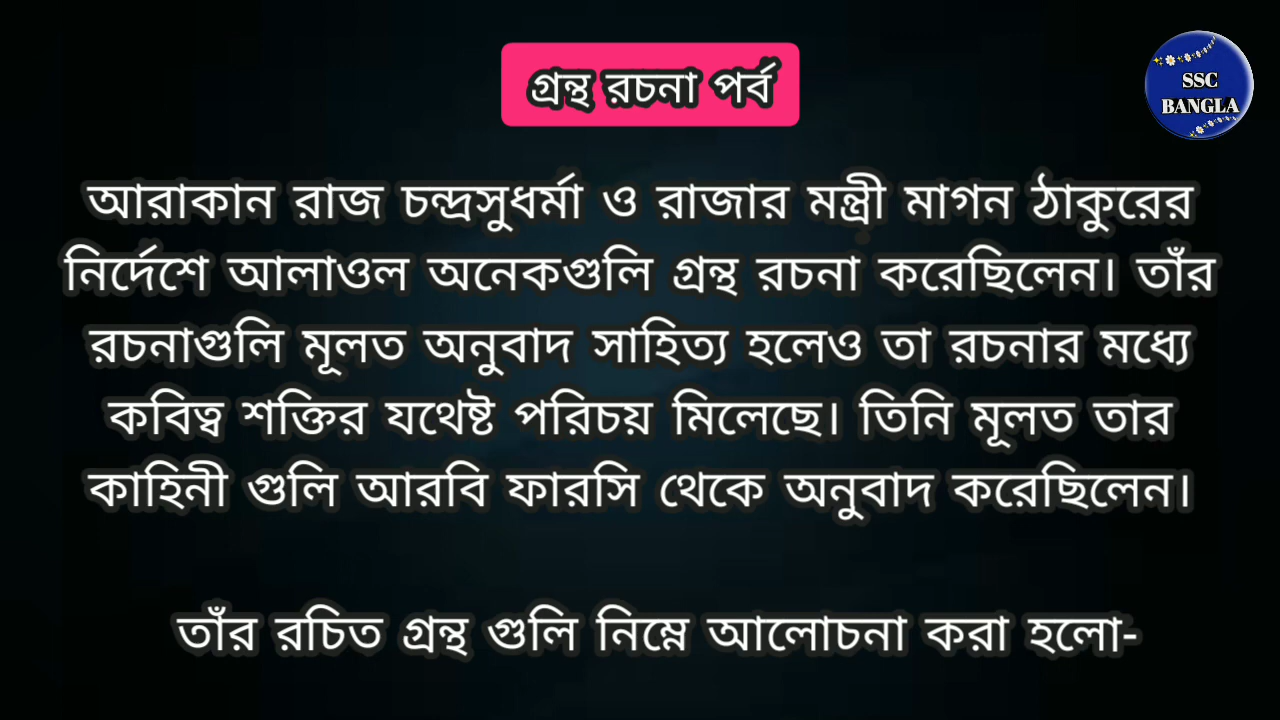 গ্রন্থ রচনা পর্ব
SSC
BANGLA
আরাকান রাজ চন্দ্রসুধর্মা ও রাজার মন্ত্রী মাগন ঠাকুরের
নির্দেশে আলাওল অনেকগুলি গ্রন্থ রচনা করেছিলেন। তাঁর
রচনাগুলি মূলত অনুবাদ সাহিত্য হলেও তা রচনার মধ্যে
কবিত্ব শক্তির যথেষ্ট পরিচয় মিলেছে। তিনি মূলত তার
কাহিনী গুলি আরবি ফারসি থেকে অনুবাদ করেছিলেন।
তাঁর রচিত গ্রন্থ গুলি নিম্নে আলোচনা করা হলো-